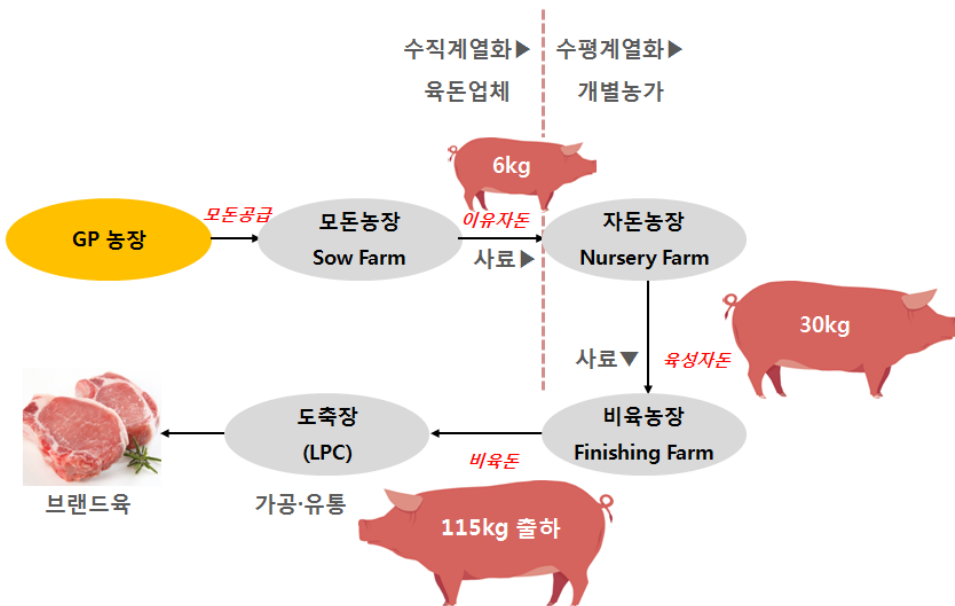 수직계열화▶
육돈업체
수평계열화▶
개별농가
6kg
GP 농장
모돈공급
모돈농장
Sow Farm
이유자돈
사료▶
자돈농장
Nursery Farm
30kg
사료▼
육성자돈
비육농장
Finishing Farm
비육돈
115kg 출하
도축장
(LPC)
가공·유통
브랜드육